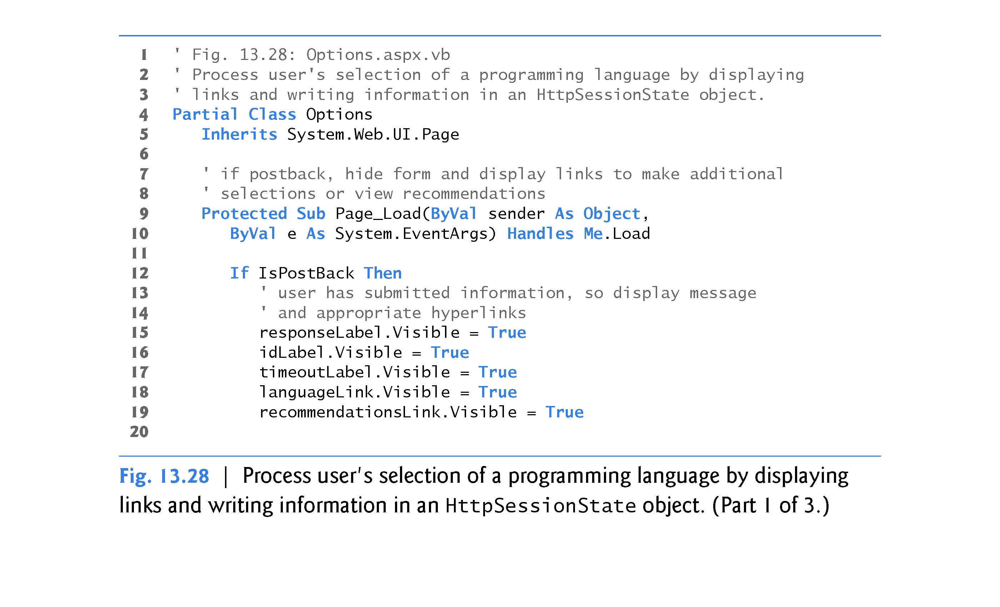 1 ' Fig. 13.28: Options.aspx.vb
2 ' Process user's selection of a programming language by displaying
3 ' links and writing information in an HttpSessionState object.
4 Partial Class Options
5 Inherits System.Web.UI.Page
6
7 ' if postback, hide form and display links to make additional
8 ' selections or view recommendations
9 Protected Sub Page_Load(ByVal sender As Object,
10 ByVal e As System.EventArgs) Handles Me.Load
11
12 If IsPostBack Then
13 ' user has submitted information, so display message
14 ' and appropriate hyperlinks
15 responseLabel.Visible = True
16 idLabel.Visible = True
17 timeoutLabel.Visible = True
18 languageLink.Visible = True
19 recommendationsLink.Visible = True
20
Fig. 13.28 | Process user's selection of a programming language by displaying
links and writing information in an HttpSessionState object. (Part 1 of 3.)